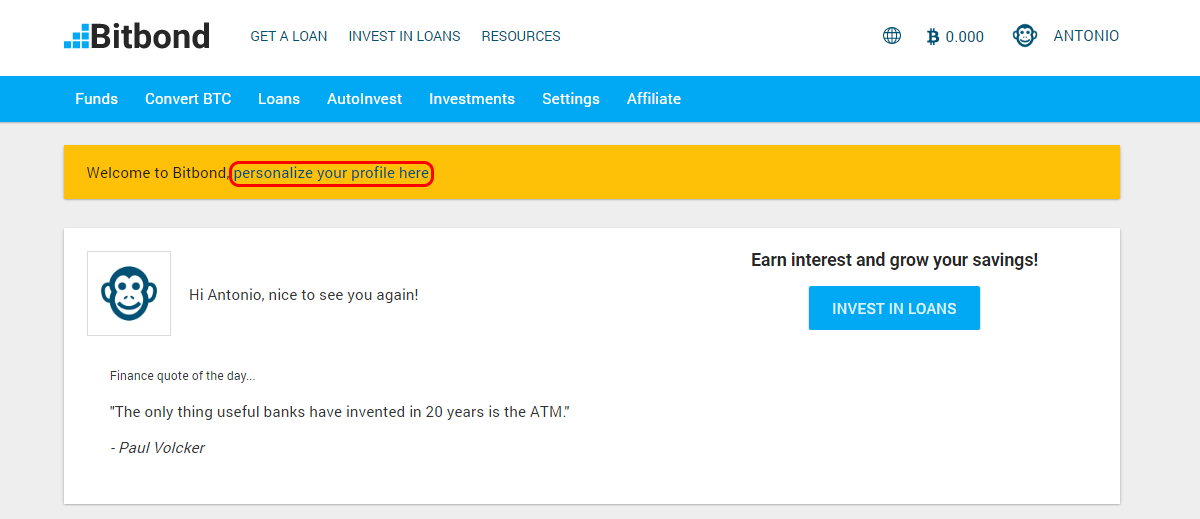 Bitbond GET A LOAN INVEST IN LOANS RESOURCES 0.000 ANTONIO
Funds Convert BTC Loans AutoInvest Investments Settings Affiliate
Welcome to Bitbond, personalize your profile here
Earn interest and grow your savings!
Hi Antonio, nice to see you again!
INVEST IN LOANS
Finance quote of the day...
"The only thing useful banks have invented in 20 years is the ATM."
- Paul Volcker